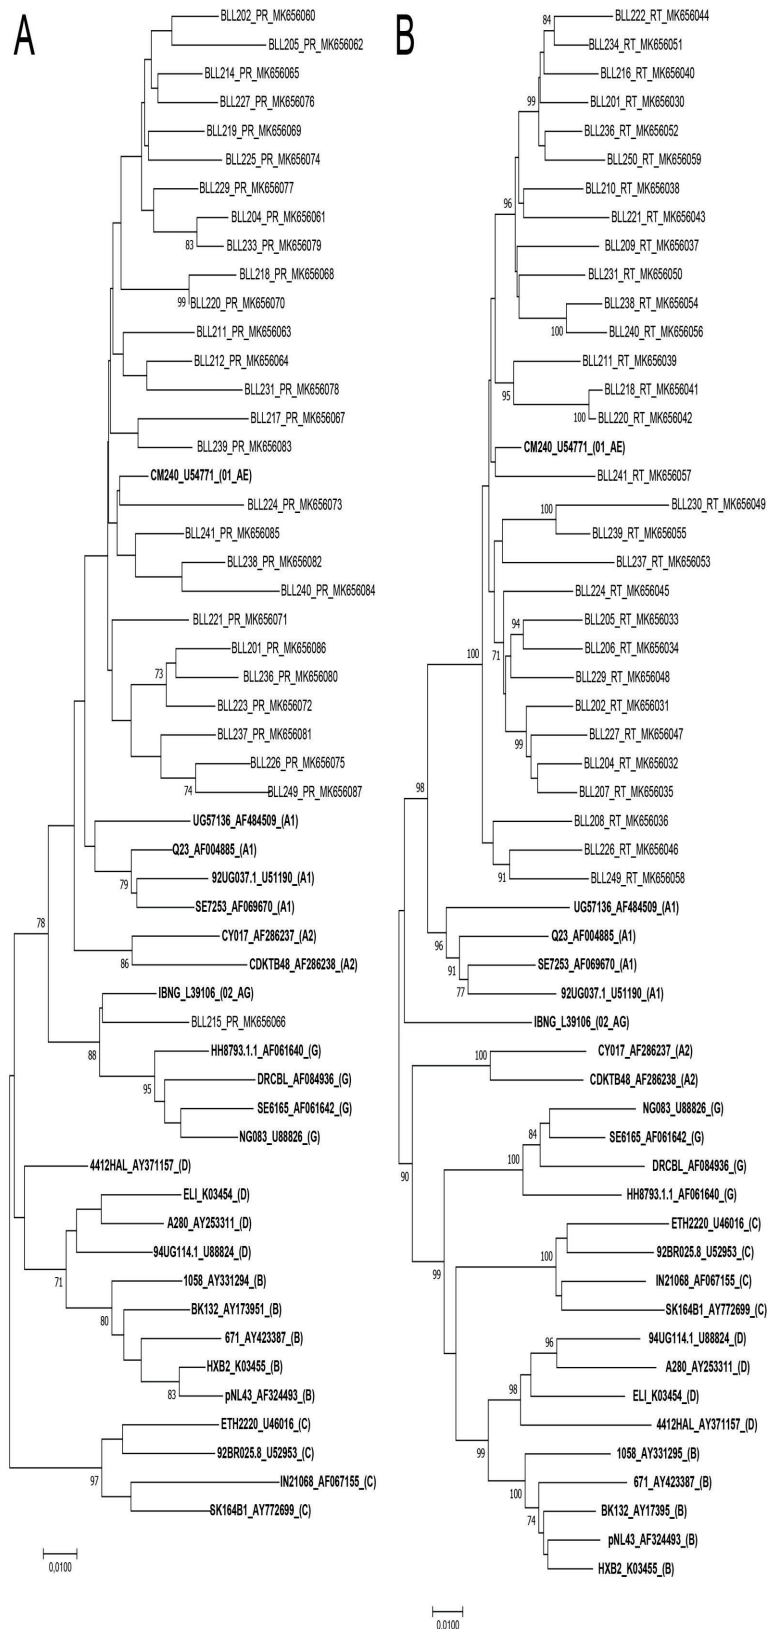 A
BLL202_PR_MK656060
BLL205_PR_MK656062
BLL214_PR_MK656065
BLL227_PR_MK656076
BLL219_PR_MK656069
BLL225_PR_MK656074
BLL229_PR_MK656077
BLL204_PR_MK656061
83
BLL233_PR_MK656079
BLL218_PR_MK656068
99
BLL220_PR_MK656070
BLL211_PR_MK656063
BLL212_PR_MK656064
BLL231_PR_MK656078
BLL217_PR_MK656067
BLL239_PR_MK656083
CM240_U54771_(01_AE)
BLL224_PR_MK656073
BLL241_PR_MK656085
BLL238_PR_MK656082
BLL240_PR_MK656084
BLL221_PR_MK656071
BLL201_PR_MK656086
73
BLL236_PR_MK656080
BLL223_PR_MK656072
BLL237_PR_MK656081
BLL226_PR_MK656075
74
BLL249_PR_MK656087
UG57136_AF484509_(A1)
Q23_AF004885_(A1)
92UG037.1_U51190_(A1)
79
SE7253_AF069670_(A1)
78
CY017_AF286237_(A2)
86
CDKTB48_AF286238_(A2)
IBNG_L39106_(02_AG)
BLL215_PR_MK656066
88
HH8793.1.1_AF061640_(G)
DRCBL_AF084936_(G)
95
SE6165_AF061642_(G)
NG083_U88826_(G)
4412HAL_AY371157_(D)
ELI_K03454_(D)
A280_AY253311_(D)
94UG114.1_U88824_(D)
71
1058_AY331294_(B)
BK132_AY173951_(B)
80
671_AY423387_(B)
HXB2_K03455_(B)
83
pNL43_AF324493_(B)
ETH2220_U46016_(C)
92BR025.8_U52953_(C)
97
IN21068_AF067155_(C)
SK164B1_AY772699_(C)
0,0100
B
BLL222_RT_MK656044
84
BLL234_RT_MK656051
BLL216_RT_MK656040
99
BLL201_RT_MK656030
BLL236_RT_MK656052
BLL250_RT_MK656059
BLL210_RT_MK656038
96
BLL221_RT_MK656043
BLL209_RT_MK656037
BLL231_RT_MK656050
BLL238_RT_MK656054
100
BLL240_RT_MK656056
BLL211_RT_MK656039
95
BLL218_RT_MK656041
100
BLL220_RT_MK656042
CM240_U54771_(01_AE)
BLL241_RT_MK656057
BLL230_RT_MK656049
100
BLL239_RT_MK656055
BLL237_RT_MK656053
BLL224_RT_MK656045
BLL205_RT_MK656033
94
BLL206_RT_MK656034
100
71
BLL229_RT_MK656048
BLL202_RT_MK656031
BLL227_RT_MK656047
99
BLL204_RT_MK656032
BLL207_RT_MK656035
98
BLL208_RT_MK656036
BLL226_RT_MK656046
91
BLL249_RT_MK656058
UG57136_AF484509_(A1)
96
Q23_AF004885_(A1)
91
SE7253_AF069670_(A1)
77
92UG037.1_U51190_(A1)
IBNG_L39106_(02_AG)
CY017_AF286237_(A2)
100
CDKTB48_AF286238_(A2)
NG083_U88826_(G)
84
SE6165_AF061642_(G)
100
DRCBL_AF084936_(G)
90
HH8793.1.1_AF061640_(G)
ETH2220_U46016_(C)
92BR025.8_U52953_(C)
100
99
IN21068_AF067155_(C)
SK164B1_AY772699_(C)
94UG114.1_U88824_(D)
96
A280_AY253311_(D)
98
ELI_K03454_(D)
4412HAL_AY371157_(D)
99
1058_AY331295_(B)
671_AY423387_(B)
100
BK132_AY17395_(B)
74
pNL43_AF324493_(B)
HXB2_K03455_(B)
0.0100